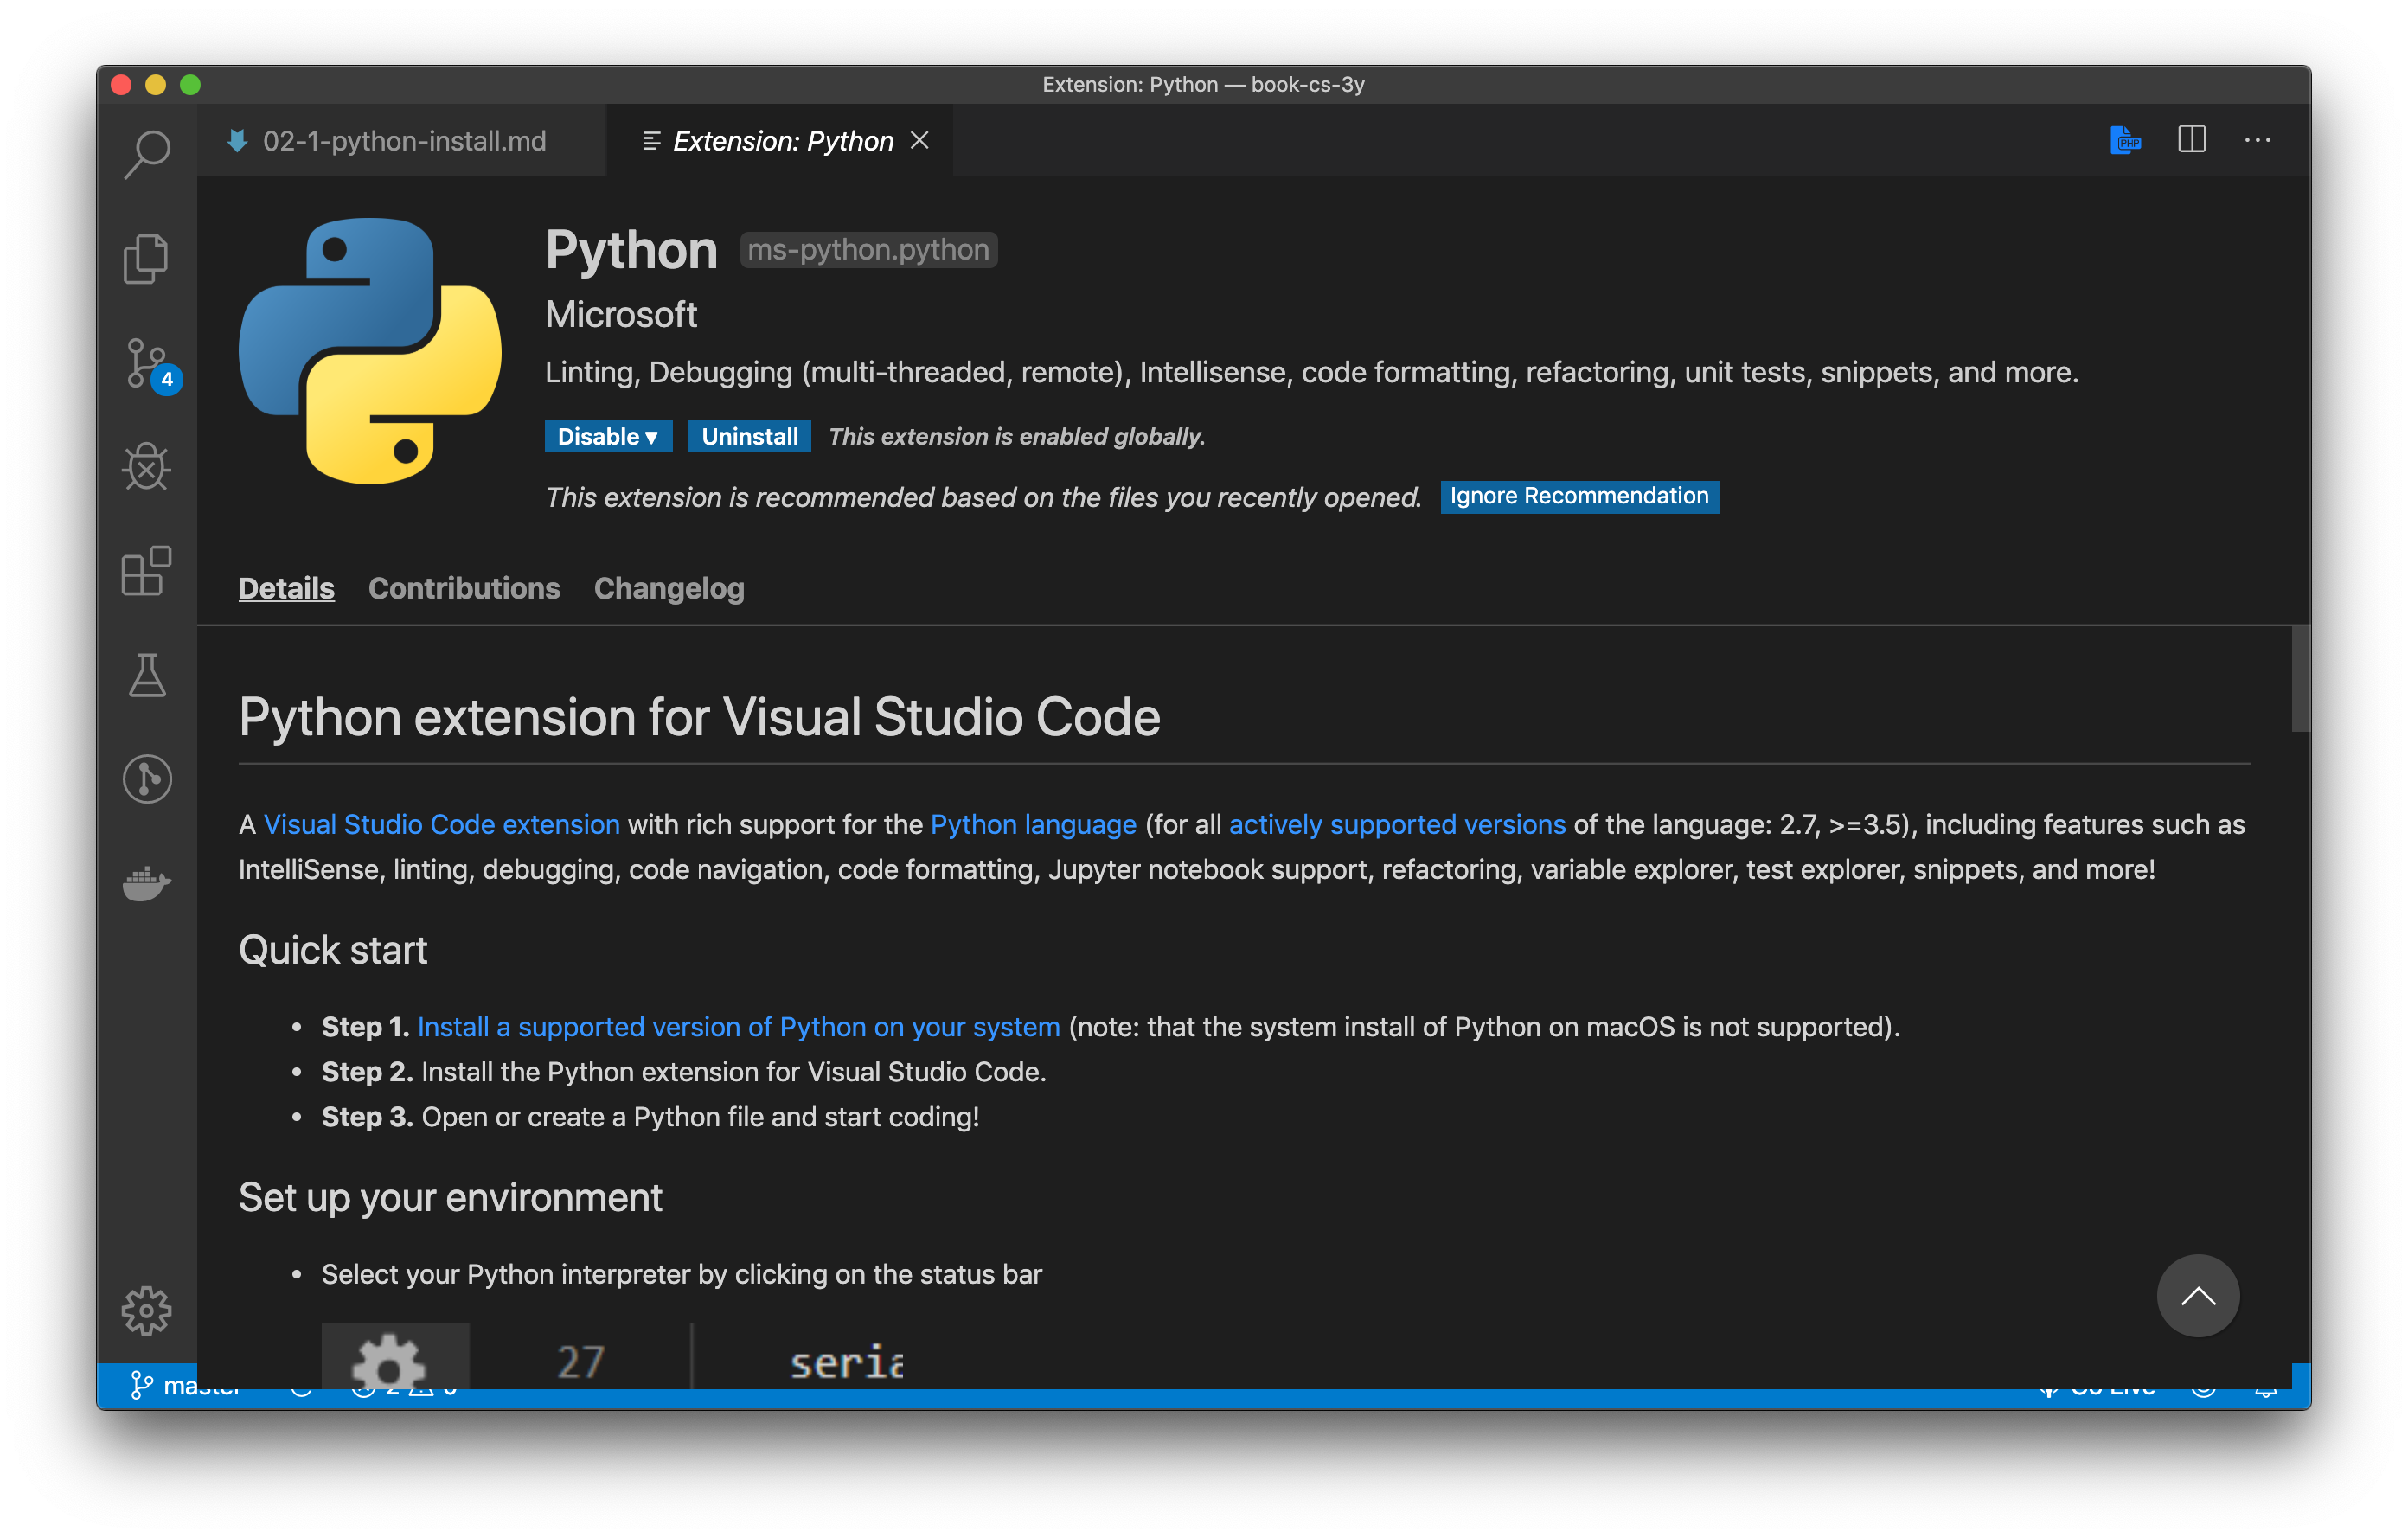 Extension: Python — book-cs-3y
02-1-python-install.md
Extension: Python
PHP
Python ms-python.python
Microsoft
Linting, Debugging (multi-threaded, remote), Intellisense, code formatting, refactoring, unit tests, snippets, and more.
Disable ▾ Uninstall This extension is enabled globally.
This extension is recommended based on the files you recently opened. Ignore Recommendation
4
Details Contributions Changelog
Python extension for Visual Studio Code
A Visual Studio Code extension with rich support for the Python language (for all actively supported versions of the language: 2.7, >=3.5), including features such as
IntelliSense, linting, debugging, code navigation, code formatting, Jupyter notebook support, refactoring, variable explorer, test explorer, snippets, and more!
Quick start
• Step 1. Install a supported version of Python on your system (note: that the system install of Python on macOS is not supported).
• Step 2. Install the Python extension for Visual Studio Code.
• Step 3. Open or create a Python file and start coding!
Set up your environment
• Select your Python interpreter by clicking on the status bar
27 seria
master
Go Live